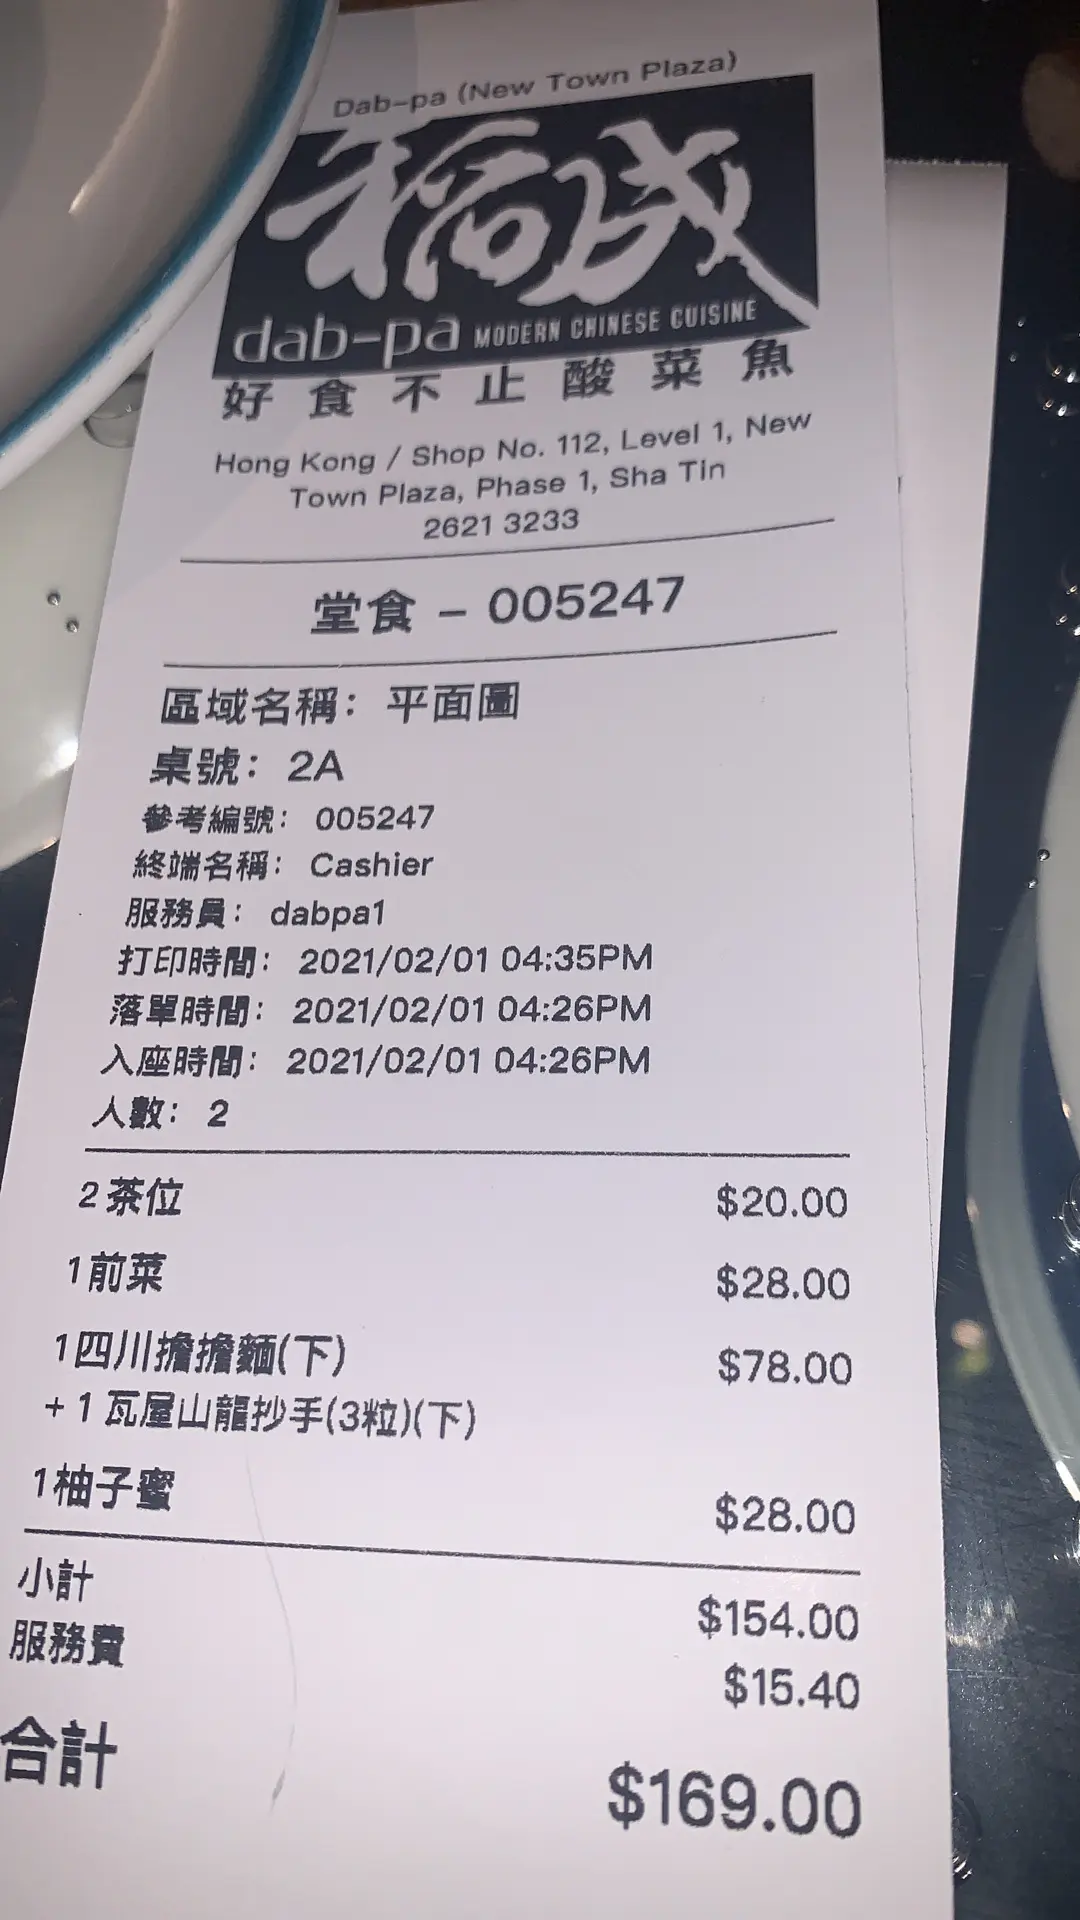 Dab-pa (New Town Plaza)
dab-pa MODERN CHINESE CUISINE
好食不止酸菜魚
Hong Kong / Shop No. 112, Level 1, New
Town Plaza, Phase 1, Sha Tin
2621 3233
堂食 - 005247
區域名稱: 平面圖
桌號: 2A
參考編號: 005247
終端名稱: Cashier
服務員: dabpa1
打印時間: 2021/02/01 04:35PM
落單時間: 2021/02/01 04:26PM
入座時間: 2021/02/01 04:26PM
人數: 2
2 茶位 $20.00
1 前菜 $28.00
1 四川擔擔麵(下) $78.00
+ 1 瓦屋山龍抄手(3粒)(下)
1 柚子蜜 $28.00
小計 $154.00
服務費 $15.40
合計 $169.00